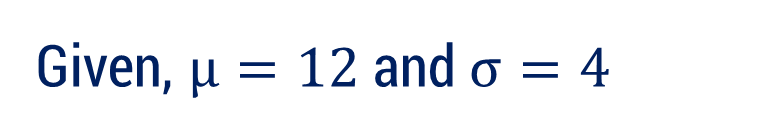 Given, μ = 12 and σ = 4